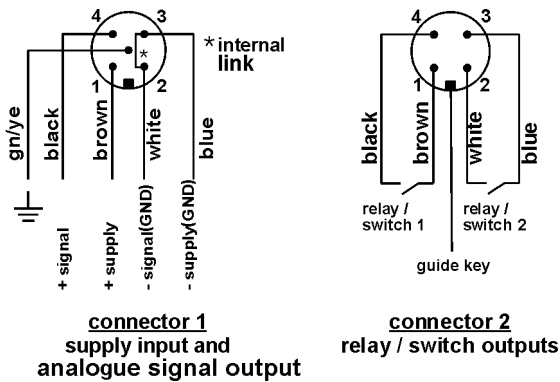 4 3
* internal
link
*
1 2
gn/ye
black
brown
white
blue
+ signal
+ supply
- signal(GND)
- supply(GND)
connector 1
supply input and
analogue signal output
4 3
1 2
black
brown
white
blue
relay /
switch 1
relay /
switch 2
guide key
connector 2
relay / switch outputs